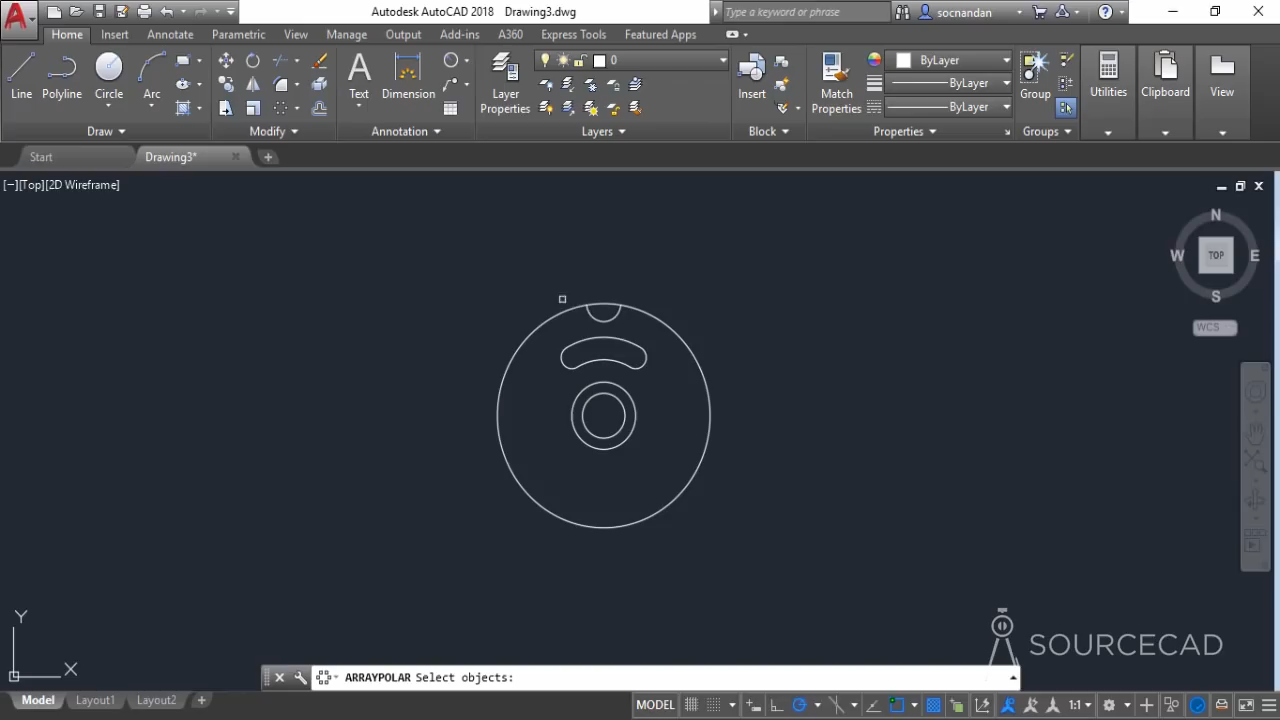 Autodesk AutoCAD 2018 Drawing3.dwg
Type a keyword or phrase
socnandan
Home Insert Annotate Parametric View Manage Output Add-ins A360 Express Tools Featured Apps
0
ByLayer
ByLayer
ByLayer
Line Polyline Circle Arc
Text Dimension
Layer Properties
Insert
Match Properties
Group
Utilities Clipboard View
Draw Modify Annotation Layers Block Properties Groups
Start Drawing3*
[−][Top][2D Wireframe]
N
W TOP E
S
WCS
Y
X
SOURCECAD
ARRAYPOLAR Select objects:
Model Layout1 Layout2 +
MODEL 1:1